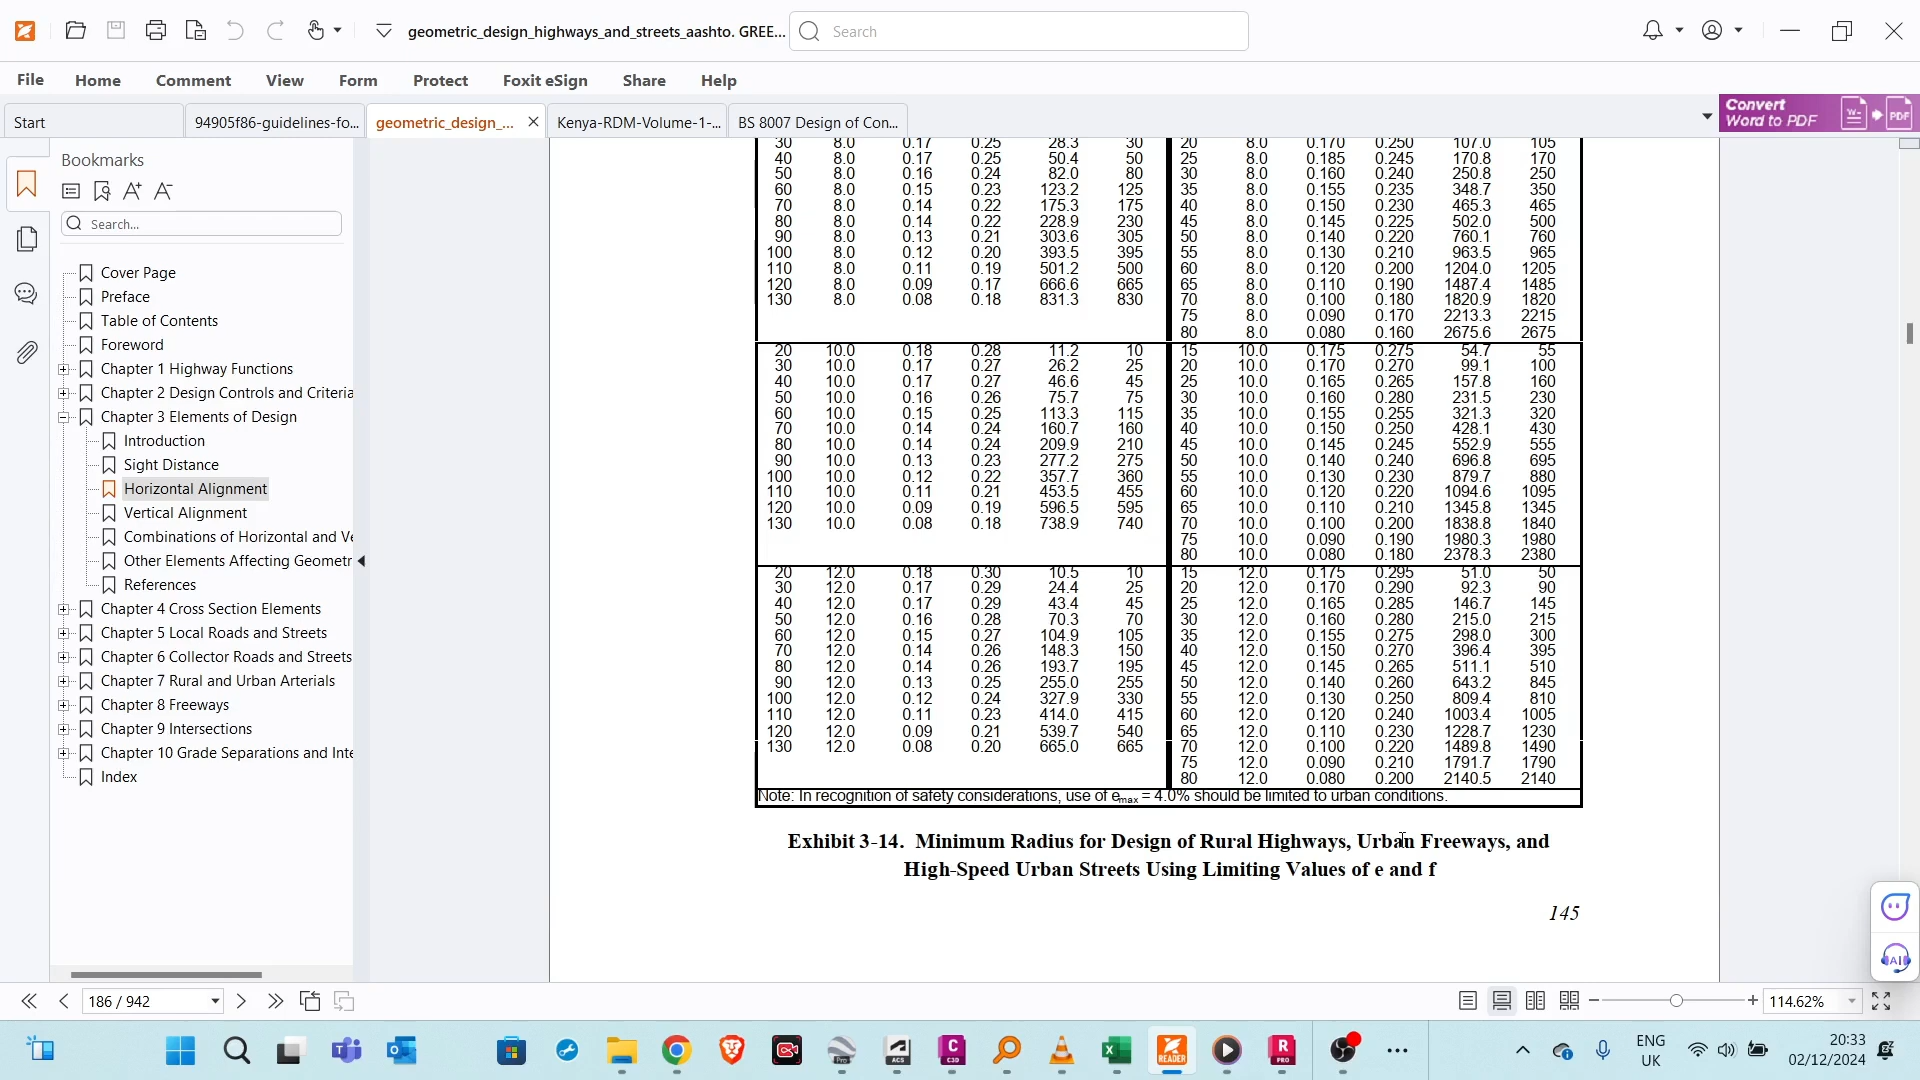 geometric_design_highways_and_streets_aashto. GREE...
Search
File Home Comment View Form Protect Foxit eSign Share Help
Start
94905f86-guidelines-fo...
geometric_design_...
Kenya-RDM-Volume-1-...
BS 8007 Design of Con...
Convert
Word to PDF
PDF
Bookmarks
Search...
Cover Page
Preface
Table of Contents
Foreword
Chapter 1 Highway Functions
Chapter 2 Design Controls and Criteria
Chapter 3 Elements of Design
Introduction
Sight Distance
Horizontal Alignment
Vertical Alignment
Combinations of Horizontal and Ve
Other Elements Affecting Geometr
References
Chapter 4 Cross Section Elements
Chapter 5 Local Roads and Streets
Chapter 6 Collector Roads and Streets
Chapter 7 Rural and Urban Arterials
Chapter 8 Freeways
Chapter 9 Intersections
Chapter 10 Grade Separations and Inte
Index
30 8.0 0.17 0.25 28.3 30 20 8.0 0.170 0.250 107.0 105
40 8.0 0.17 0.25 50.4 50 25 8.0 0.185 0.245 170.8 170
50 8.0 0.16 0.24 82.0 80 30 8.0 0.160 0.240 250.8 250
60 8.0 0.15 0.23 123.2 125 35 8.0 0.155 0.235 348.7 350
70 8.0 0.14 0.22 175.3 175 40 8.0 0.150 0.230 465.3 465
80 8.0 0.14 0.22 228.9 230 45 8.0 0.145 0.225 502.0 500
90 8.0 0.13 0.21 303.6 305 50 8.0 0.140 0.220 760.1 760
100 8.0 0.12 0.20 393.5 395 55 8.0 0.130 0.210 963.5 965
110 8.0 0.11 0.19 501.2 500 60 8.0 0.120 0.200 1204.0 1205
120 8.0 0.09 0.17 666.6 665 65 8.0 0.110 0.190 1487.4 1485
130 8.0 0.08 0.18 831.3 830 70 8.0 0.100 0.180 1820.9 1820
75 8.0 0.090 0.170 2213.3 2215
80 8.0 0.080 0.160 2675.6 2675
20 10.0 0.18 0.28 11.2 10 15 10.0 0.175 0.275 54.7 55
30 10.0 0.17 0.27 26.2 25 20 10.0 0.170 0.270 99.1 100
40 10.0 0.17 0.27 46.6 45 25 10.0 0.165 0.265 157.8 160
50 10.0 0.16 0.26 75.7 75 30 10.0 0.160 0.280 231.5 230
60 10.0 0.15 0.25 113.3 115 35 10.0 0.155 0.255 321.3 320
70 10.0 0.14 0.24 160.7 160 40 10.0 0.150 0.250 428.1 430
80 10.0 0.14 0.24 209.9 210 45 10.0 0.145 0.245 552.9 555
90 10.0 0.13 0.23 277.2 275 50 10.0 0.140 0.240 696.8 695
100 10.0 0.12 0.22 357.7 360 55 10.0 0.130 0.230 879.7 880
110 10.0 0.11 0.21 453.5 455 60 10.0 0.120 0.220 1094.6 1095
120 10.0 0.09 0.19 596.5 595 65 10.0 0.110 0.210 1345.8 1345
130 10.0 0.08 0.18 738.9 740 70 10.0 0.100 0.200 1838.8 1840
75 10.0 0.090 0.190 1980.3 1980
80 10.0 0.080 0.180 2378.3 2380
20 12.0 0.18 0.30 10.5 10 15 12.0 0.175 0.295 51.0 50
30 12.0 0.17 0.29 24.4 25 20 12.0 0.170 0.290 92.3 90
40 12.0 0.17 0.29 43.4 45 25 12.0 0.165 0.285 146.7 145
50 12.0 0.16 0.28 70.3 70 30 12.0 0.160 0.280 215.0 215
60 12.0 0.15 0.27 104.9 105 35 12.0 0.155 0.275 298.0 300
70 12.0 0.14 0.26 148.3 150 40 12.0 0.150 0.270 396.4 395
80 12.0 0.14 0.26 193.7 195 45 12.0 0.145 0.265 511.1 510
90 12.0 0.13 0.25 255.0 255 50 12.0 0.140 0.260 643.2 845
100 12.0 0.12 0.24 327.9 330 55 12.0 0.130 0.250 809.4 810
110 12.0 0.11 0.23 414.0 415 60 12.0 0.120 0.240 1003.4 1005
120 12.0 0.09 0.21 539.7 540 65 12.0 0.110 0.230 1228.7 1230
130 12.0 0.08 0.20 665.0 665 70 12.0 0.100 0.220 1489.8 1490
75 12.0 0.090 0.210 1791.7 1790
80 12.0 0.080 0.200 2140.5 2140
Note: In recognition of safety considerations, use of emax = 4.0% should be limited to urban conditions.
Exhibit 3-14. Minimum Radius for Design of Rural Highways, Urban Freeways, and
High-Speed Urban Streets Using Limiting Values of e and f
145
AI
186 / 942
114.62%
Pro
ACS
C3D
READER
PRO
ENG
UK
20:33
02/12/2024